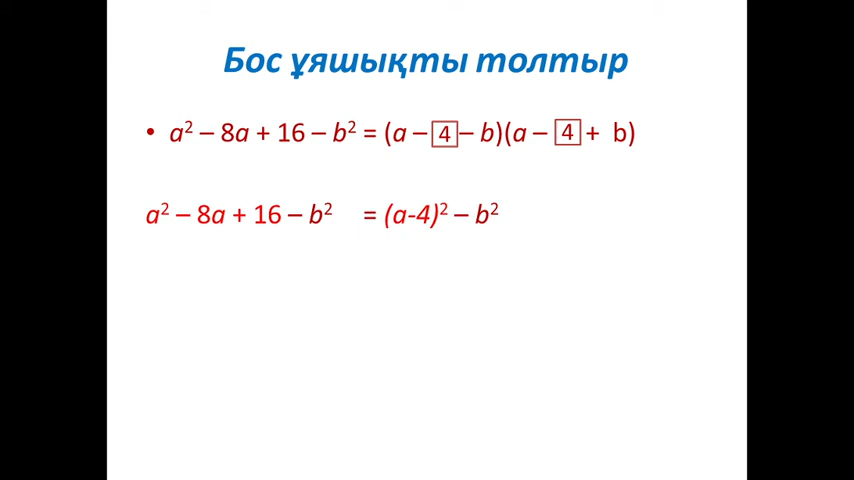 Бос ұяшықты толтыр
• a² – 8a + 16 – b² = (a – 4 – b)(a – 4 + b)
a² – 8a + 16 – b² = (a-4)² – b²